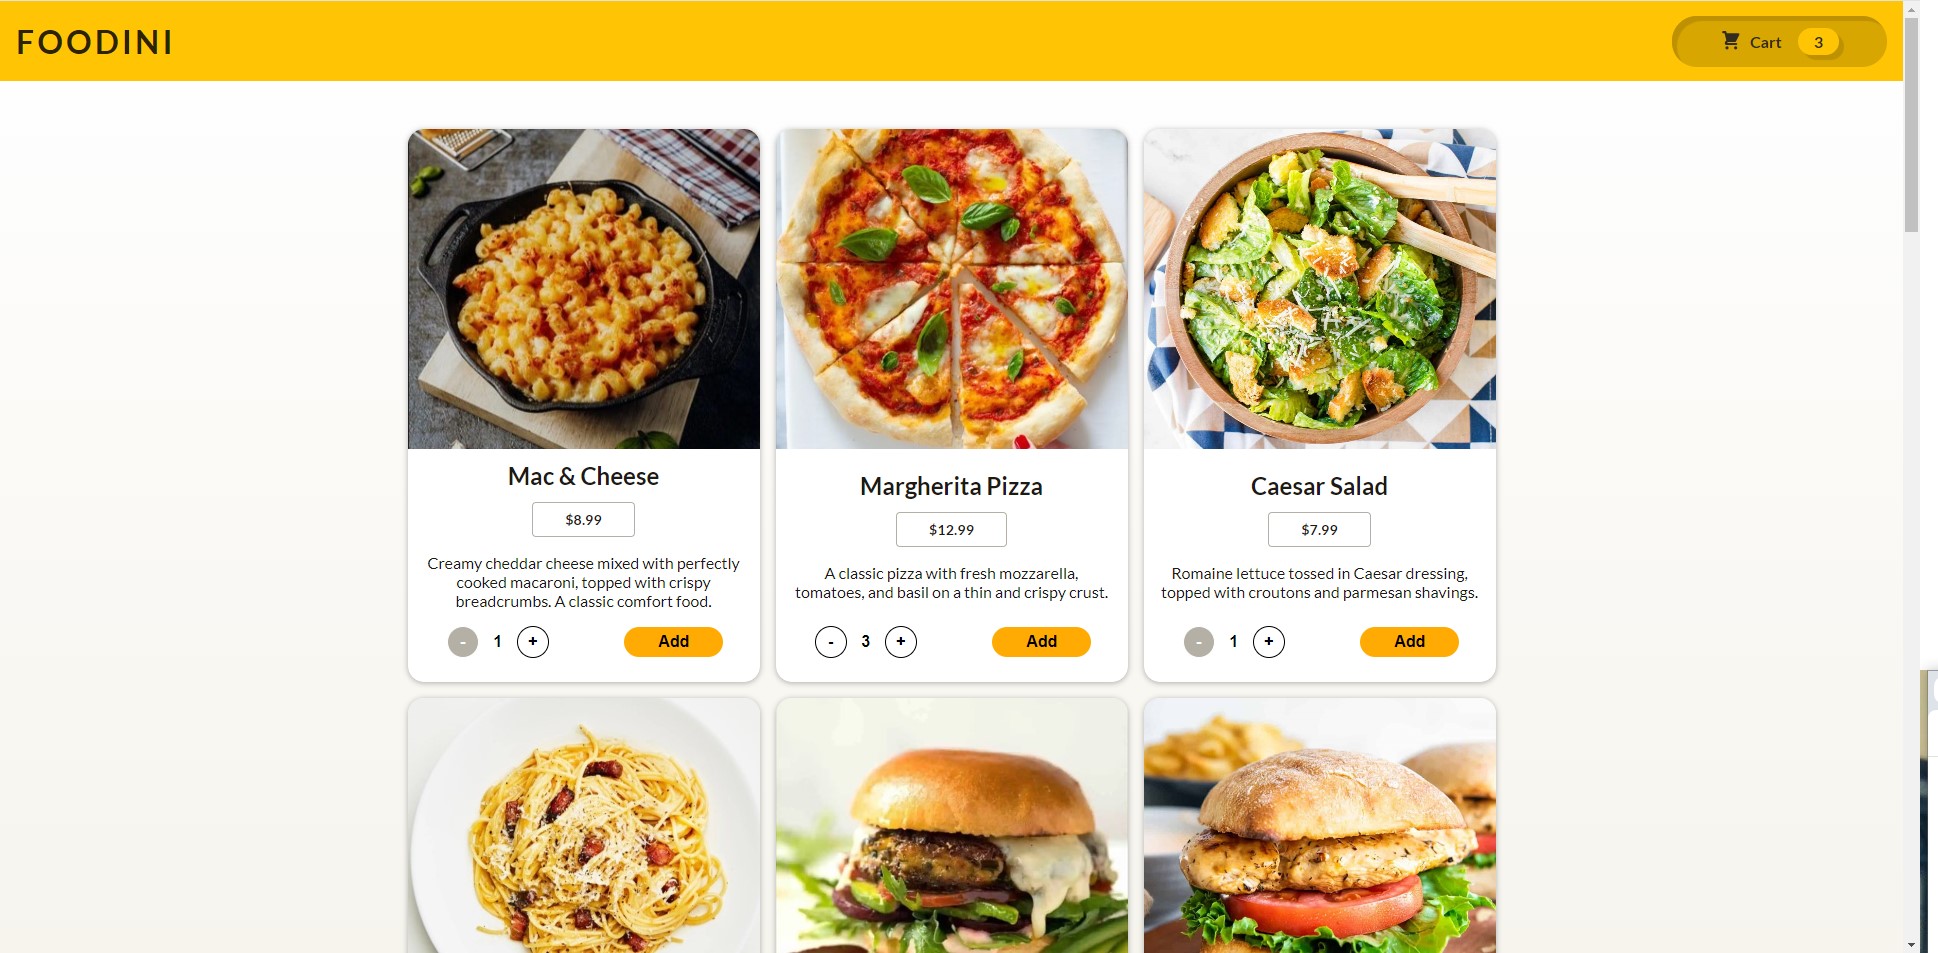 FOODINI
Cart 3
Mac & Cheese
$8.99
Creamy cheddar cheese mixed with perfectly
cooked macaroni, topped with crispy
breadcrumbs. A classic comfort food.
- 1 + Add
Margherita Pizza
$12.99
A classic pizza with fresh mozzarella,
tomatoes, and basil on a thin and crispy crust.
- 3 + Add
Caesar Salad
$7.99
Romaine lettuce tossed in Caesar dressing,
topped with croutons and parmesan shavings.
- 1 + Add